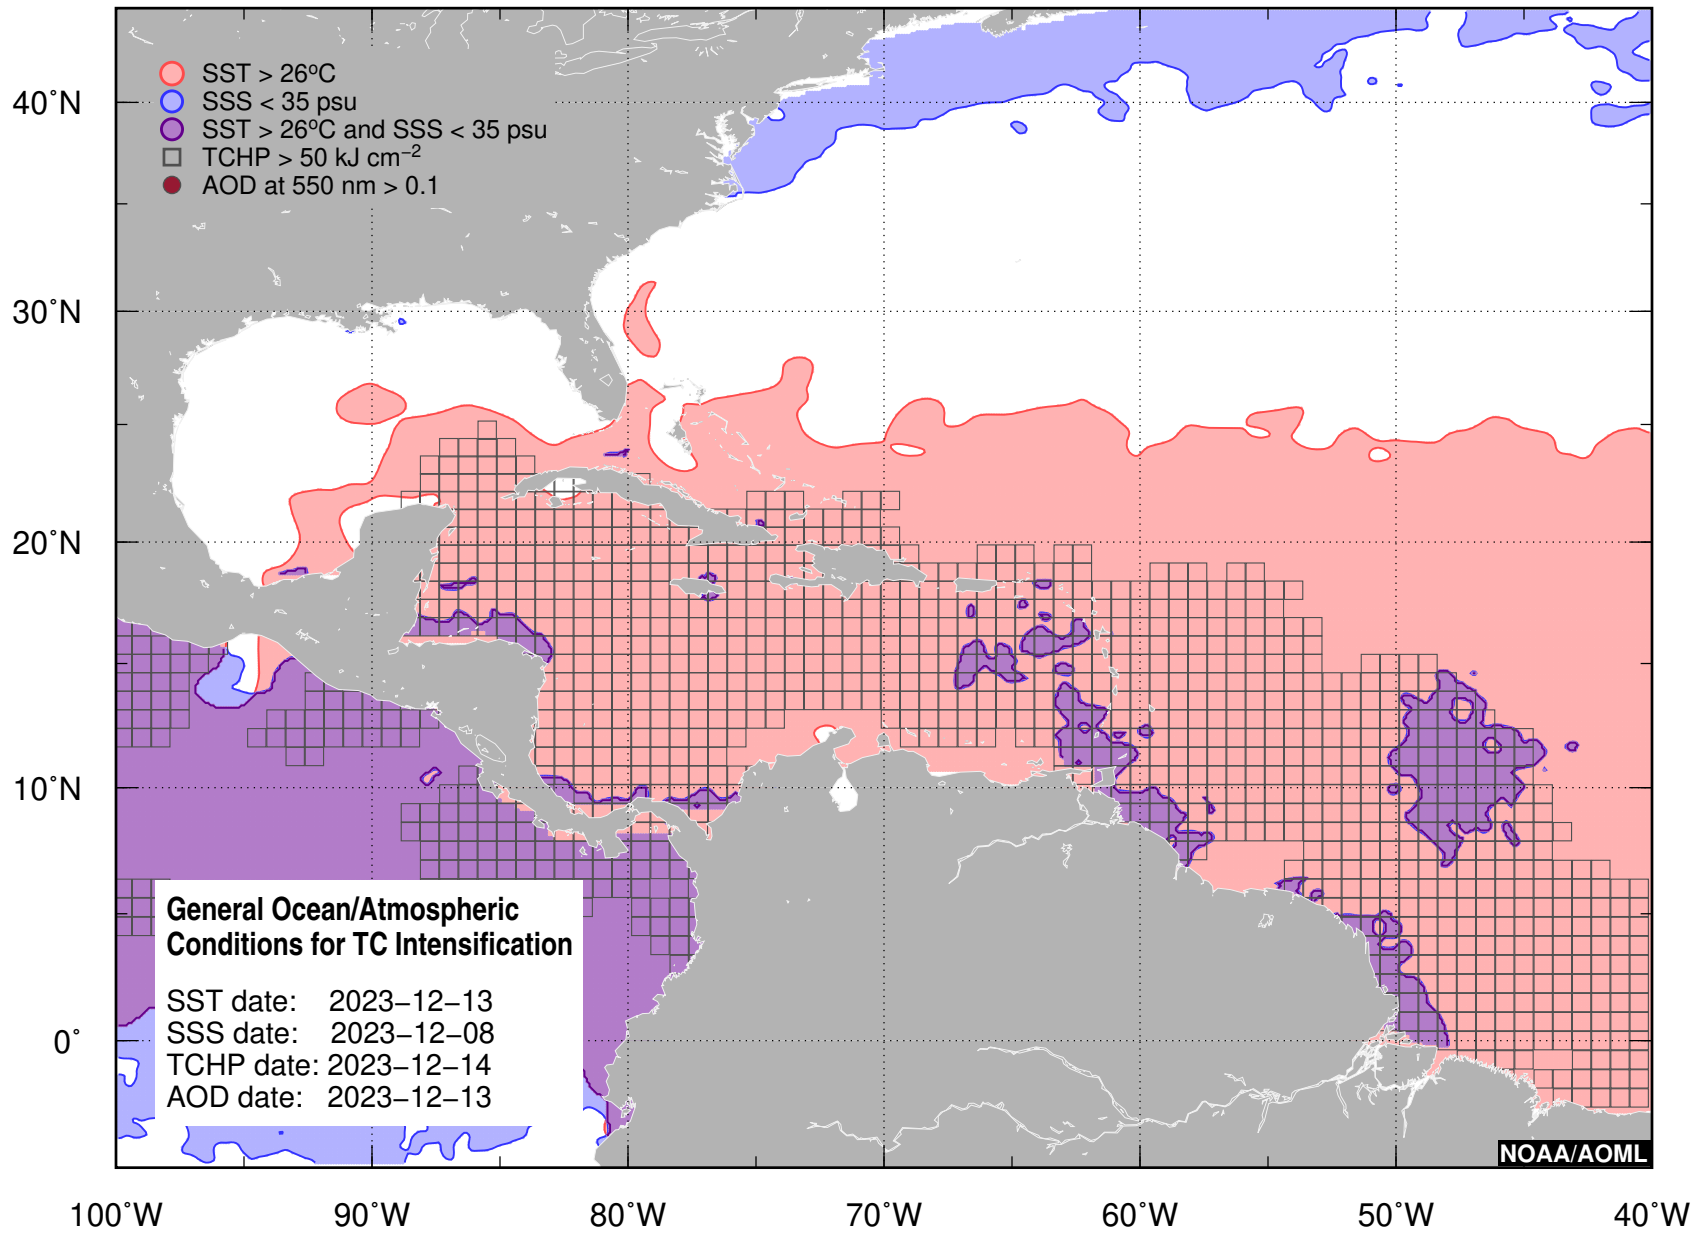 SST > 26°C
SSS < 35 psu
SST > 26°C and SSS < 35 psu
TCHP > 50 kJ cm⁻²
AOD at 550 nm > 0.1
40°N
30°N
20°N
10°N
0°
General Ocean/Atmospheric
Conditions for TC Intensification
SST date: 2023−12−13
SSS date: 2023−12−08
TCHP date: 2023−12−14
AOD date: 2023−12−13
NOAA/AOML
100°W 90°W 80°W 70°W 60°W 50°W 40°W